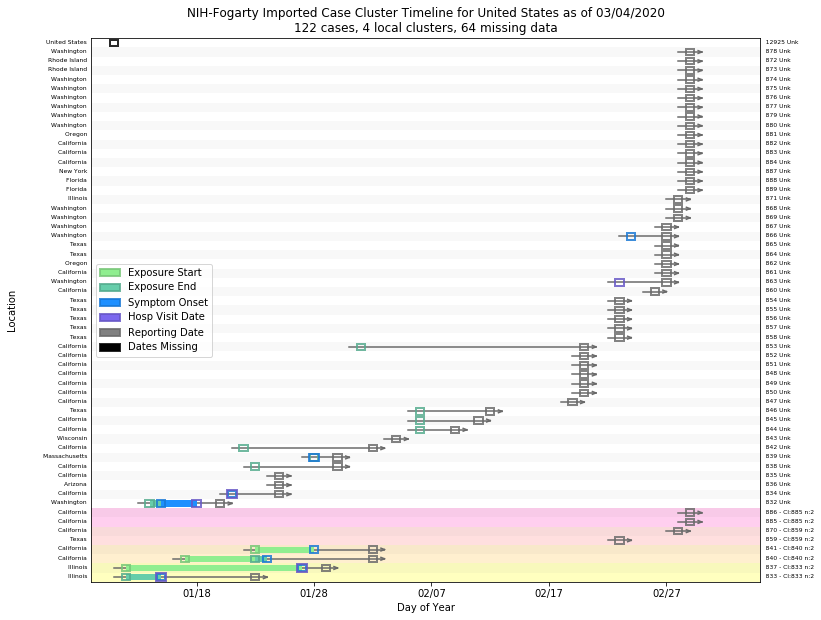 NIH-Fogarty Imported Case Cluster Timeline for United States as of 03/04/2020
122 cases, 4 local clusters, 64 missing data
United States 12925 Unk
Washington 878 Unk
Rhode Island 872 Unk
Rhode Island 873 Unk
Washington 874 Unk
Washington 875 Unk
Washington 876 Unk
Washington 877 Unk
Washington 879 Unk
Washington 880 Unk
Oregon 881 Unk
California 882 Unk
California 883 Unk
California 884 Unk
New York 887 Unk
Florida 888 Unk
Florida 889 Unk
Illinois 871 Unk
Washington 868 Unk
Washington 869 Unk
Washington 867 Unk
Washington 866 Unk
Texas 865 Unk
Texas 864 Unk
Oregon 862 Unk
California 861 Unk
Washington 863 Unk
California 860 Unk
Texas 854 Unk
Texas 855 Unk
Texas 856 Unk
Texas 857 Unk
Texas 858 Unk
California 853 Unk
California 852 Unk
California 851 Unk
California 848 Unk
California 849 Unk
California 850 Unk
California 847 Unk
Texas 846 Unk
California 845 Unk
California 844 Unk
Wisconsin 843 Unk
California 842 Unk
Massachusetts 839 Unk
California 838 Unk
California 835 Unk
Arizona 836 Unk
California 834 Unk
Washington 832 Unk
California 886 - Cl:885 n:2
California 885 - Cl:885 n:2
California 870 - Cl:859 n:2
Texas 859 - Cl:859 n:2
California 841 - Cl:840 n:2
California 840 - Cl:840 n:2
Illinois 837 - Cl:833 n:2
Illinois 833 - Cl:833 n:2
Exposure Start
Exposure End
Symptom Onset
Hosp Visit Date
Reporting Date
Dates Missing
Location
01/18 01/28 02/07 02/17 02/27
Day of Year